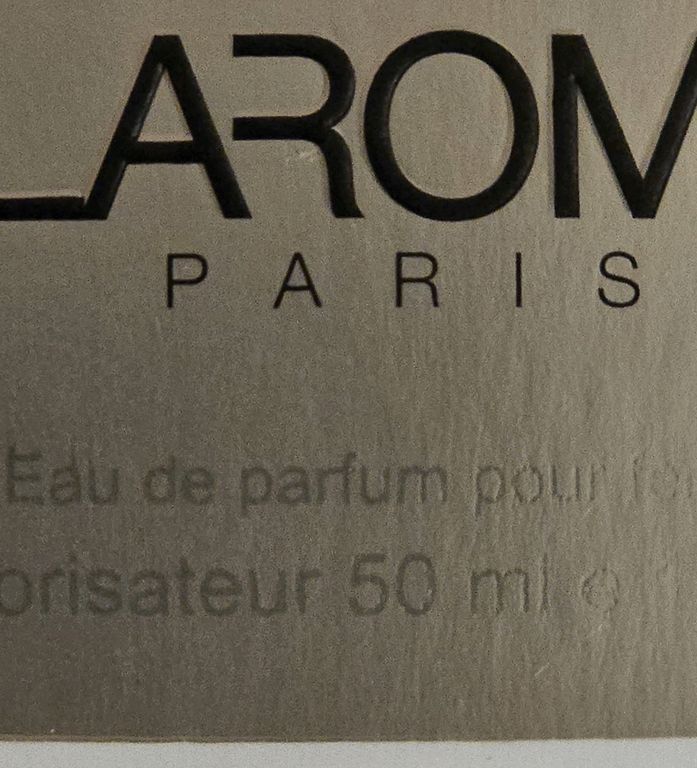 LAROM
PARIS
Eau de parfum pour
orisateur 50 ml e